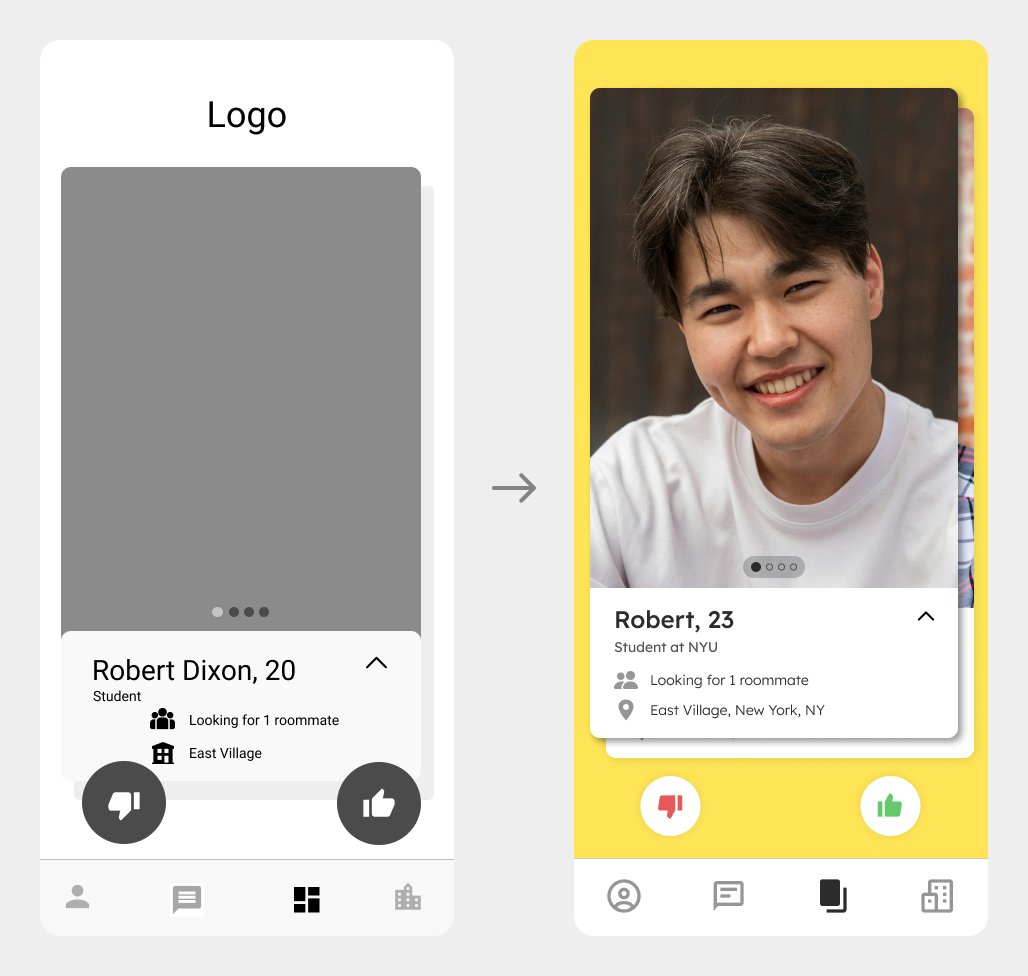 Logo
Robert Dixon, 20
Student
Looking for 1 roommate
East Village
Robert, 23
Student at NYU
Looking for 1 roommate
East Village, New York, NY